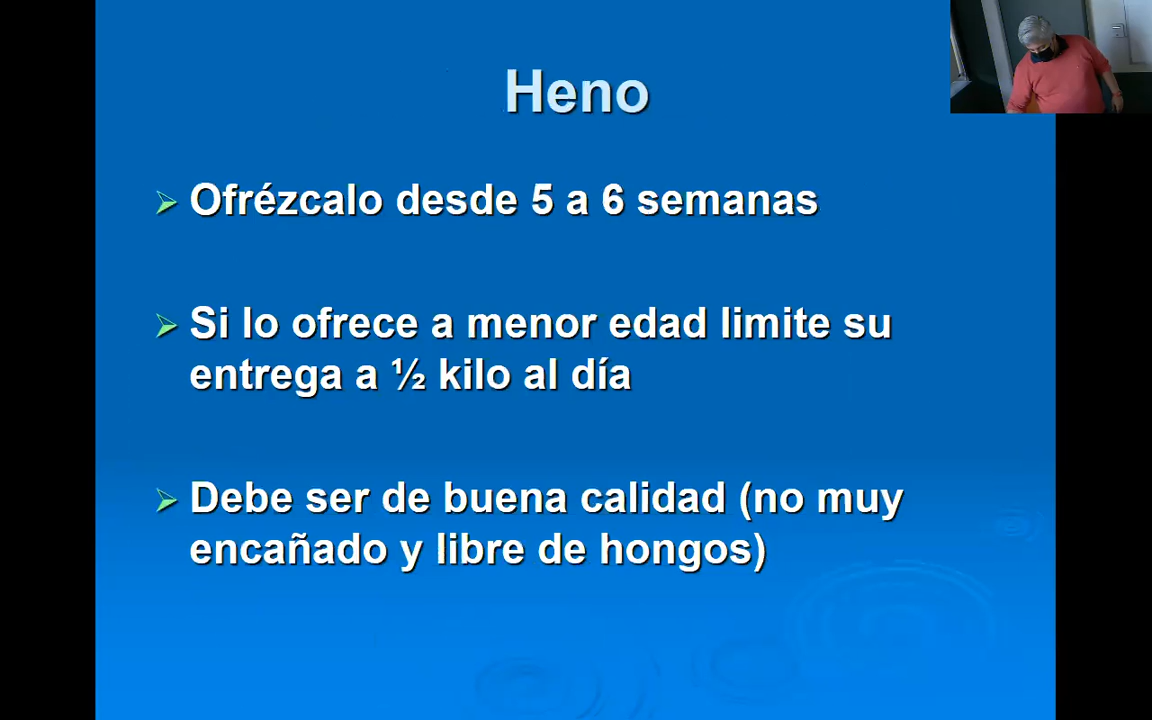 Heno
Ofrézcalo desde 5 a 6 semanas
Si lo ofrece a menor edad limite su
entrega a ½ kilo al día
Debe ser de buena calidad (no muy
encañado y libre de hongos)